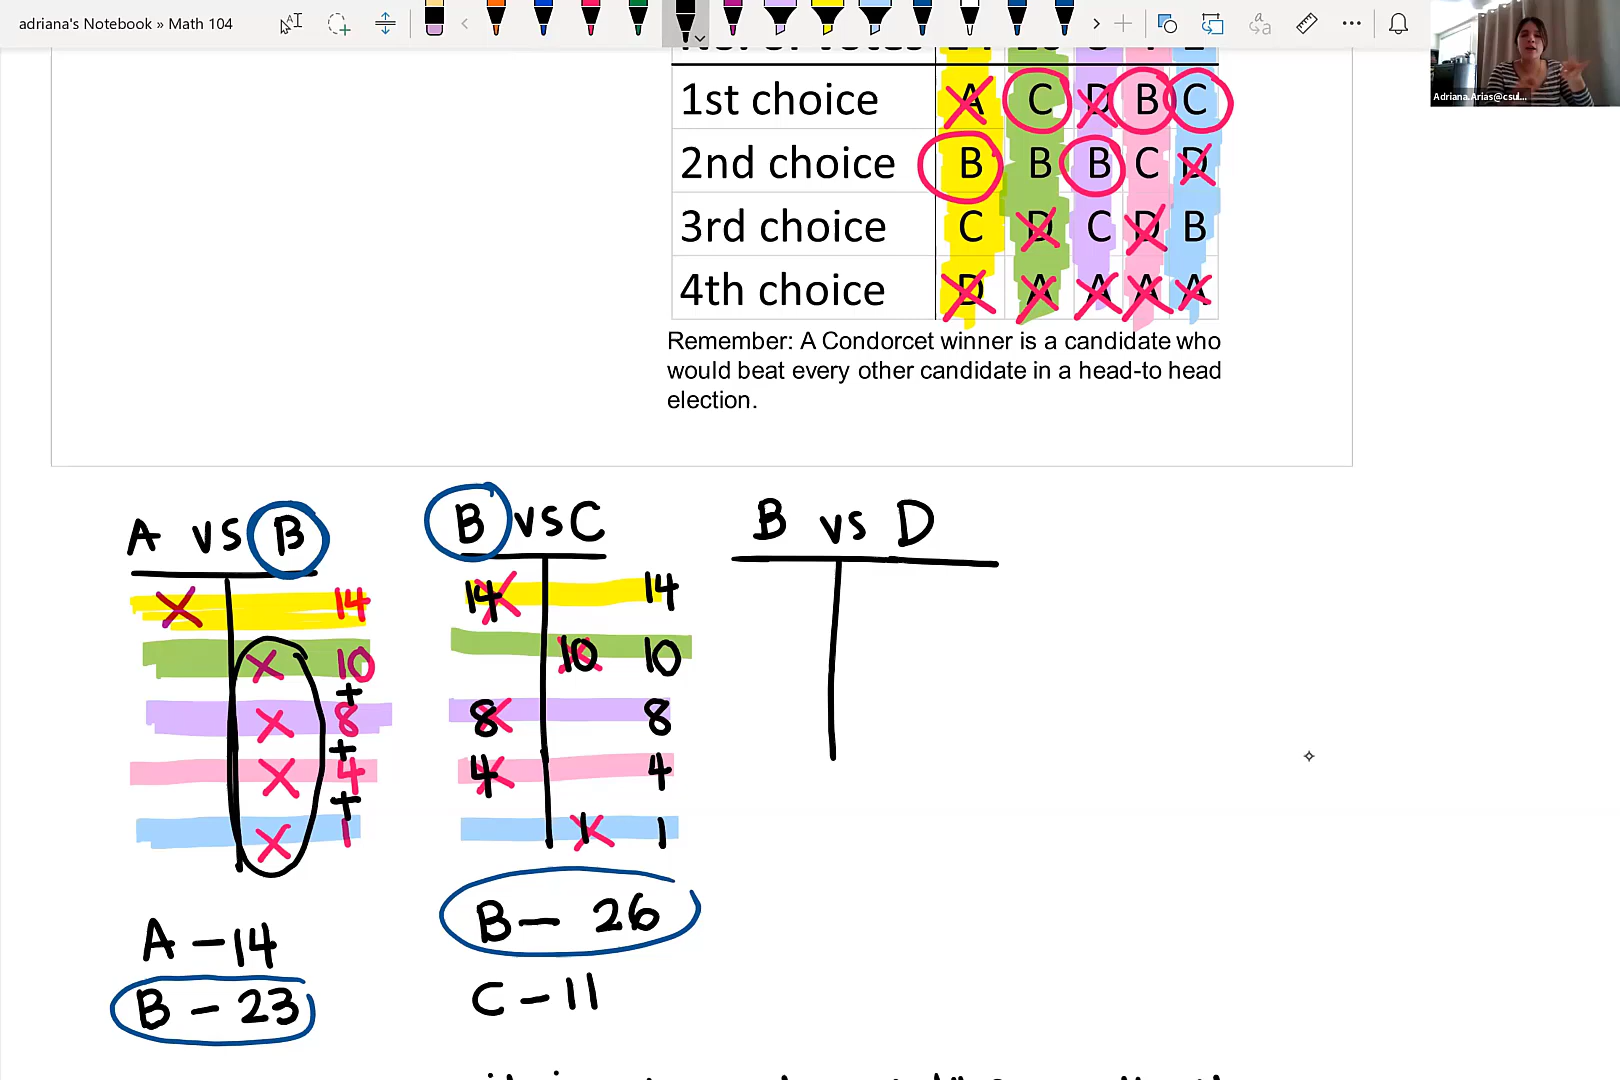 adriana's Notebook » Math 104
Adriana.Arias@csul...
1st choice A C D B C
2nd choice B B B C D
3rd choice C D C D B
4th choice D A A A A
Remember: A Condorcet winner is a candidate who
would beat every other candidate in a head-to head
election.
A vs B
14
10
+
8
+
4
+
1
A – 14
B – 23
B vs C
14 14
10 10
8 8
4 4
1 1
B – 26
C – 11
B vs D